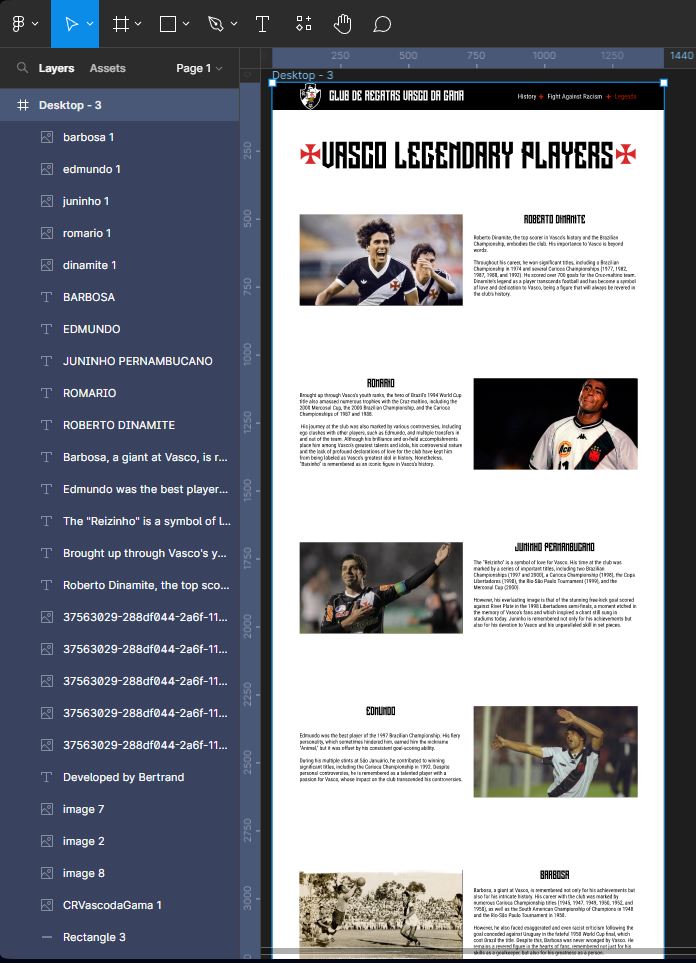 250
500
750
1000
1250
1440
Layers
Assets
Page 1
Desktop - 3
barbosa 1
edmundo 1
juninho 1
romario 1
dinamite 1
BARBOSA
EDMUNDO
JUNINHO PERNAMBUCANO
ROMARIO
ROBERTO DINAMITE
Barbosa, a giant at Vasco, is r...
Edmundo was the best player...
The "Reizinho" is a symbol of l...
Brought up through Vasco's y...
Roberto Dinamite, the top sco...
37563029-288df044-2a6f-11...
37563029-288df044-2a6f-11...
37563029-288df044-2a6f-11...
37563029-288df044-2a6f-11...
37563029-288df044-2a6f-11...
Developed by Bertrand
image 7
image 2
image 8
CRVascodaGama 1
Rectangle 3
0
250
500
750
1000
1250
1500
1750
2000
2250
2500
2750
3000
Desktop - 3
CLUB DE REGATAS VASCO DA GAMA
History
Fight Against Racism
Legends
VASCO LEGENDARY PLAYERS
ROBERTO DINAMITE
Roberto Dinamite, the top scorer in Vasco's history and the Brazilian
Championship, embodies the club. His importance to Vasco is beyond
words.
Throughout his career, he won significant titles, including a Brazilian
Championship in 1974 and several Carioca Championships (1977, 1982,
1987, 1988, and 1992). He scored over 700 goals for the Cruz-maltino team.
Dinamite's legend as a player transcends football and has become a symbol
of love and dedication to Vasco, being a figure that will always be revered in
the club's history.
ROMARIO
Brought up through Vasco's youth ranks, the hero of Brazil's 1994 World Cup
title also amassed numerous trophies with the Cruz-maltino, including the
2000 Mercosul Cup, the 2000 Brazilian Championship, and the Carioca
Championships of 1987 and 1988.
His journey at the club was also marked by various controversies, including
ego clashes with other players, such as Edmundo, and multiple transfers in
and out of the team. Although his brilliance and on-field accomplishments
place him among Vasco's greatest talents and idols, his controversial nature
and the lack of profound declarations of love for the club have kept him
from being labeled as Vasco's greatest idol in history. Nonetheless,
"Baixinho" is remembered as an iconic figure in Vasco's history.
JUNINHO PERNANBUCANO
The "Reizinho" is a symbol of love for Vasco. His time at the club was
marked by a series of important titles, including two Brazilian
Championships (1997 and 2000), a Carioca Championship (1998), the Copa
Libertadores (1998), the Rio-São Paulo Tournament (1999), and the
Mercosul Cup (2000).
However, his everlasting image is that of the stunning free-kick goal scored
against River Plate in the 1998 Libertadores semi-finals, a moment etched in
the memory of Vasco's fans and which inspired a chant still sung in
stadiums today. Juninho is remembered not only for his achievements but
also for his devotion to Vasco and his unparalleled skill in set pieces.
EDMUNDO
Edmundo was the best player of the 1997 Brazilian Championship. His fiery
personality, which sometimes hindered him, earned him the nickname
"Animal," but it was offset by his consistent goal-scoring ability.
During his multiple stints at São Januário, he contributed to winning
significant titles, including the Carioca Championship in 1992. Despite
personal controversies, he is remembered as a talented player with a
passion for Vasco, whose impact on the club transcended his controversies.
BARBOSA
Barbosa, a giant at Vasco, is remembered not only for his achievements but
also for his intricate history. His career with the club was marked by
numerous Carioca Championship titles (1945, 1947, 1949, 1950, 1952, and
1958), as well as the South American Championship of Champions in 1948
and the Rio-São Paulo Tournament in 1958.
However, he also faced exaggerated and even racist criticism following the
goal conceded against Uruguay in the fateful 1950 World Cup final, which
cost Brazil the title. Despite this, Barbosa was never wronged by Vasco. He
remains a revered figure in the hearts of fans, remembered not just for his
skills as a goalkeeper, but also for his greatness as a person.